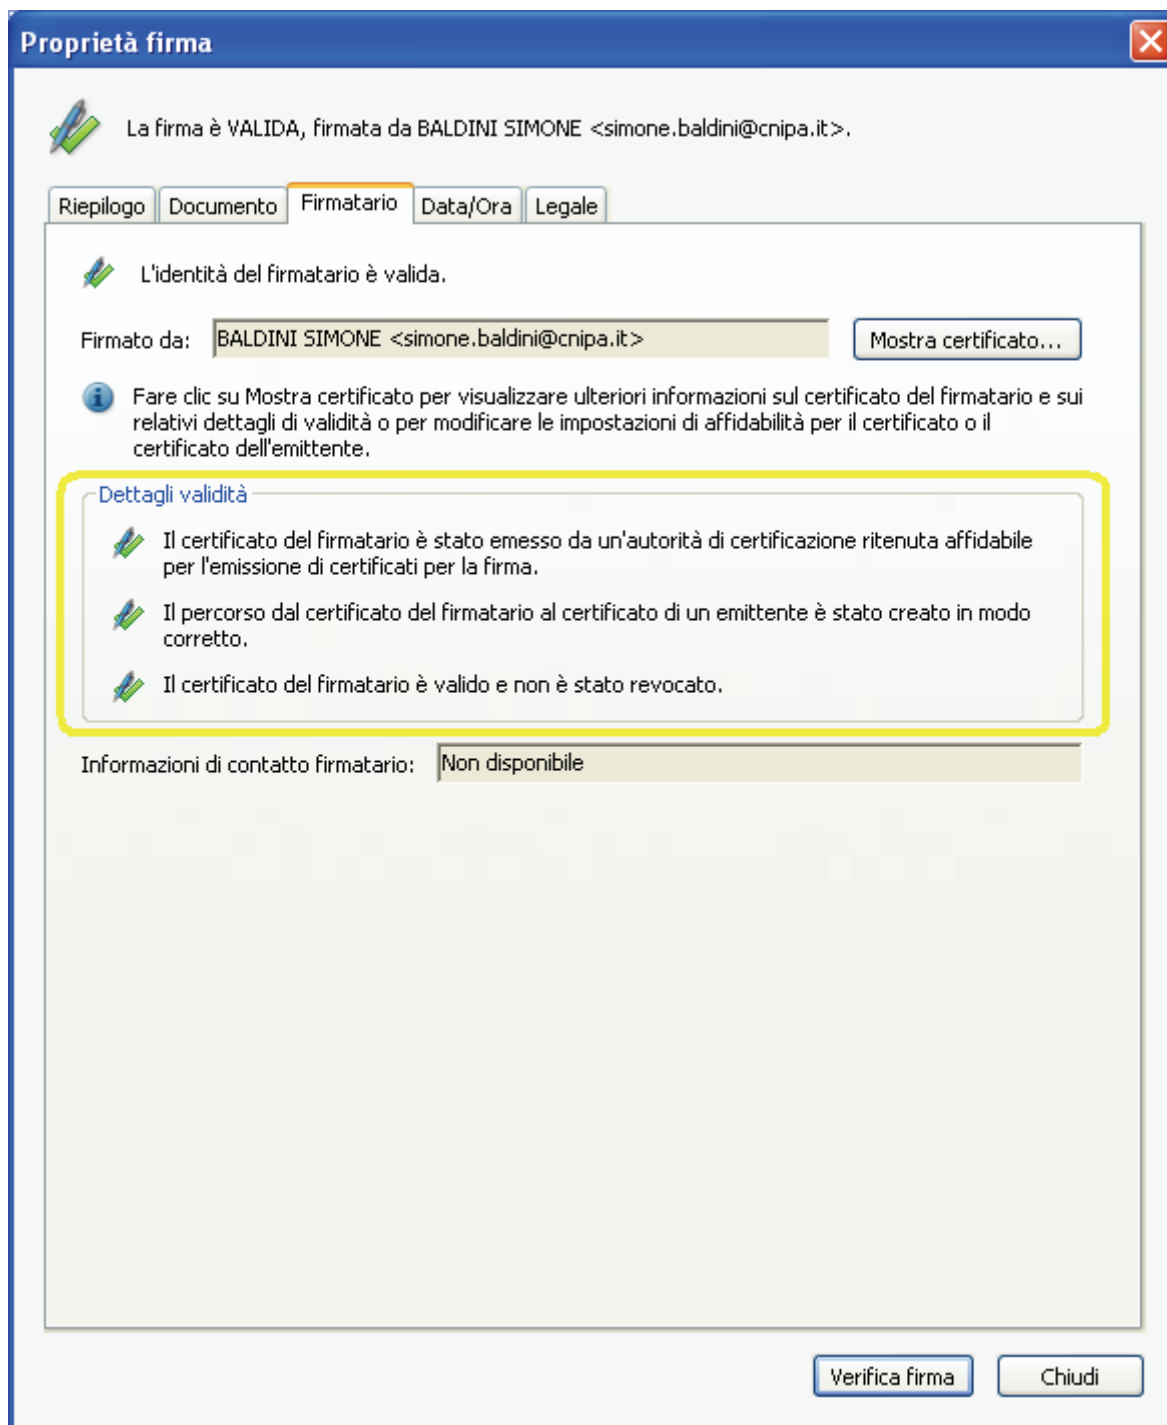 Proprietà firma
La firma è VALIDA, firmata da BALDINI SIMONE <simone.baldini@cnipa.it>.
Riepilogo Documento Firmatario Data/Ora Legale
L'identità del firmatario è valida.
Firmato da: BALDINI SIMONE <simone.baldini@cnipa.it> Mostra certificato...
Fare clic su Mostra certificato per visualizzare ulteriori informazioni sul certificato del firmatario e sui
relativi dettagli di validità o per modificare le impostazioni di affidabilità per il certificato o il
certificato dell'emittente.
Dettagli validità
Il certificato del firmatario è stato emesso da un'autorità di certificazione ritenuta affidabile
per l'emissione di certificati per la firma.
Il percorso dal certificato del firmatario al certificato di un emittente è stato creato in modo
corretto.
Il certificato del firmatario è valido e non è stato revocato.
Informazioni di contatto firmatario: Non disponibile
Verifica firma Chiudi